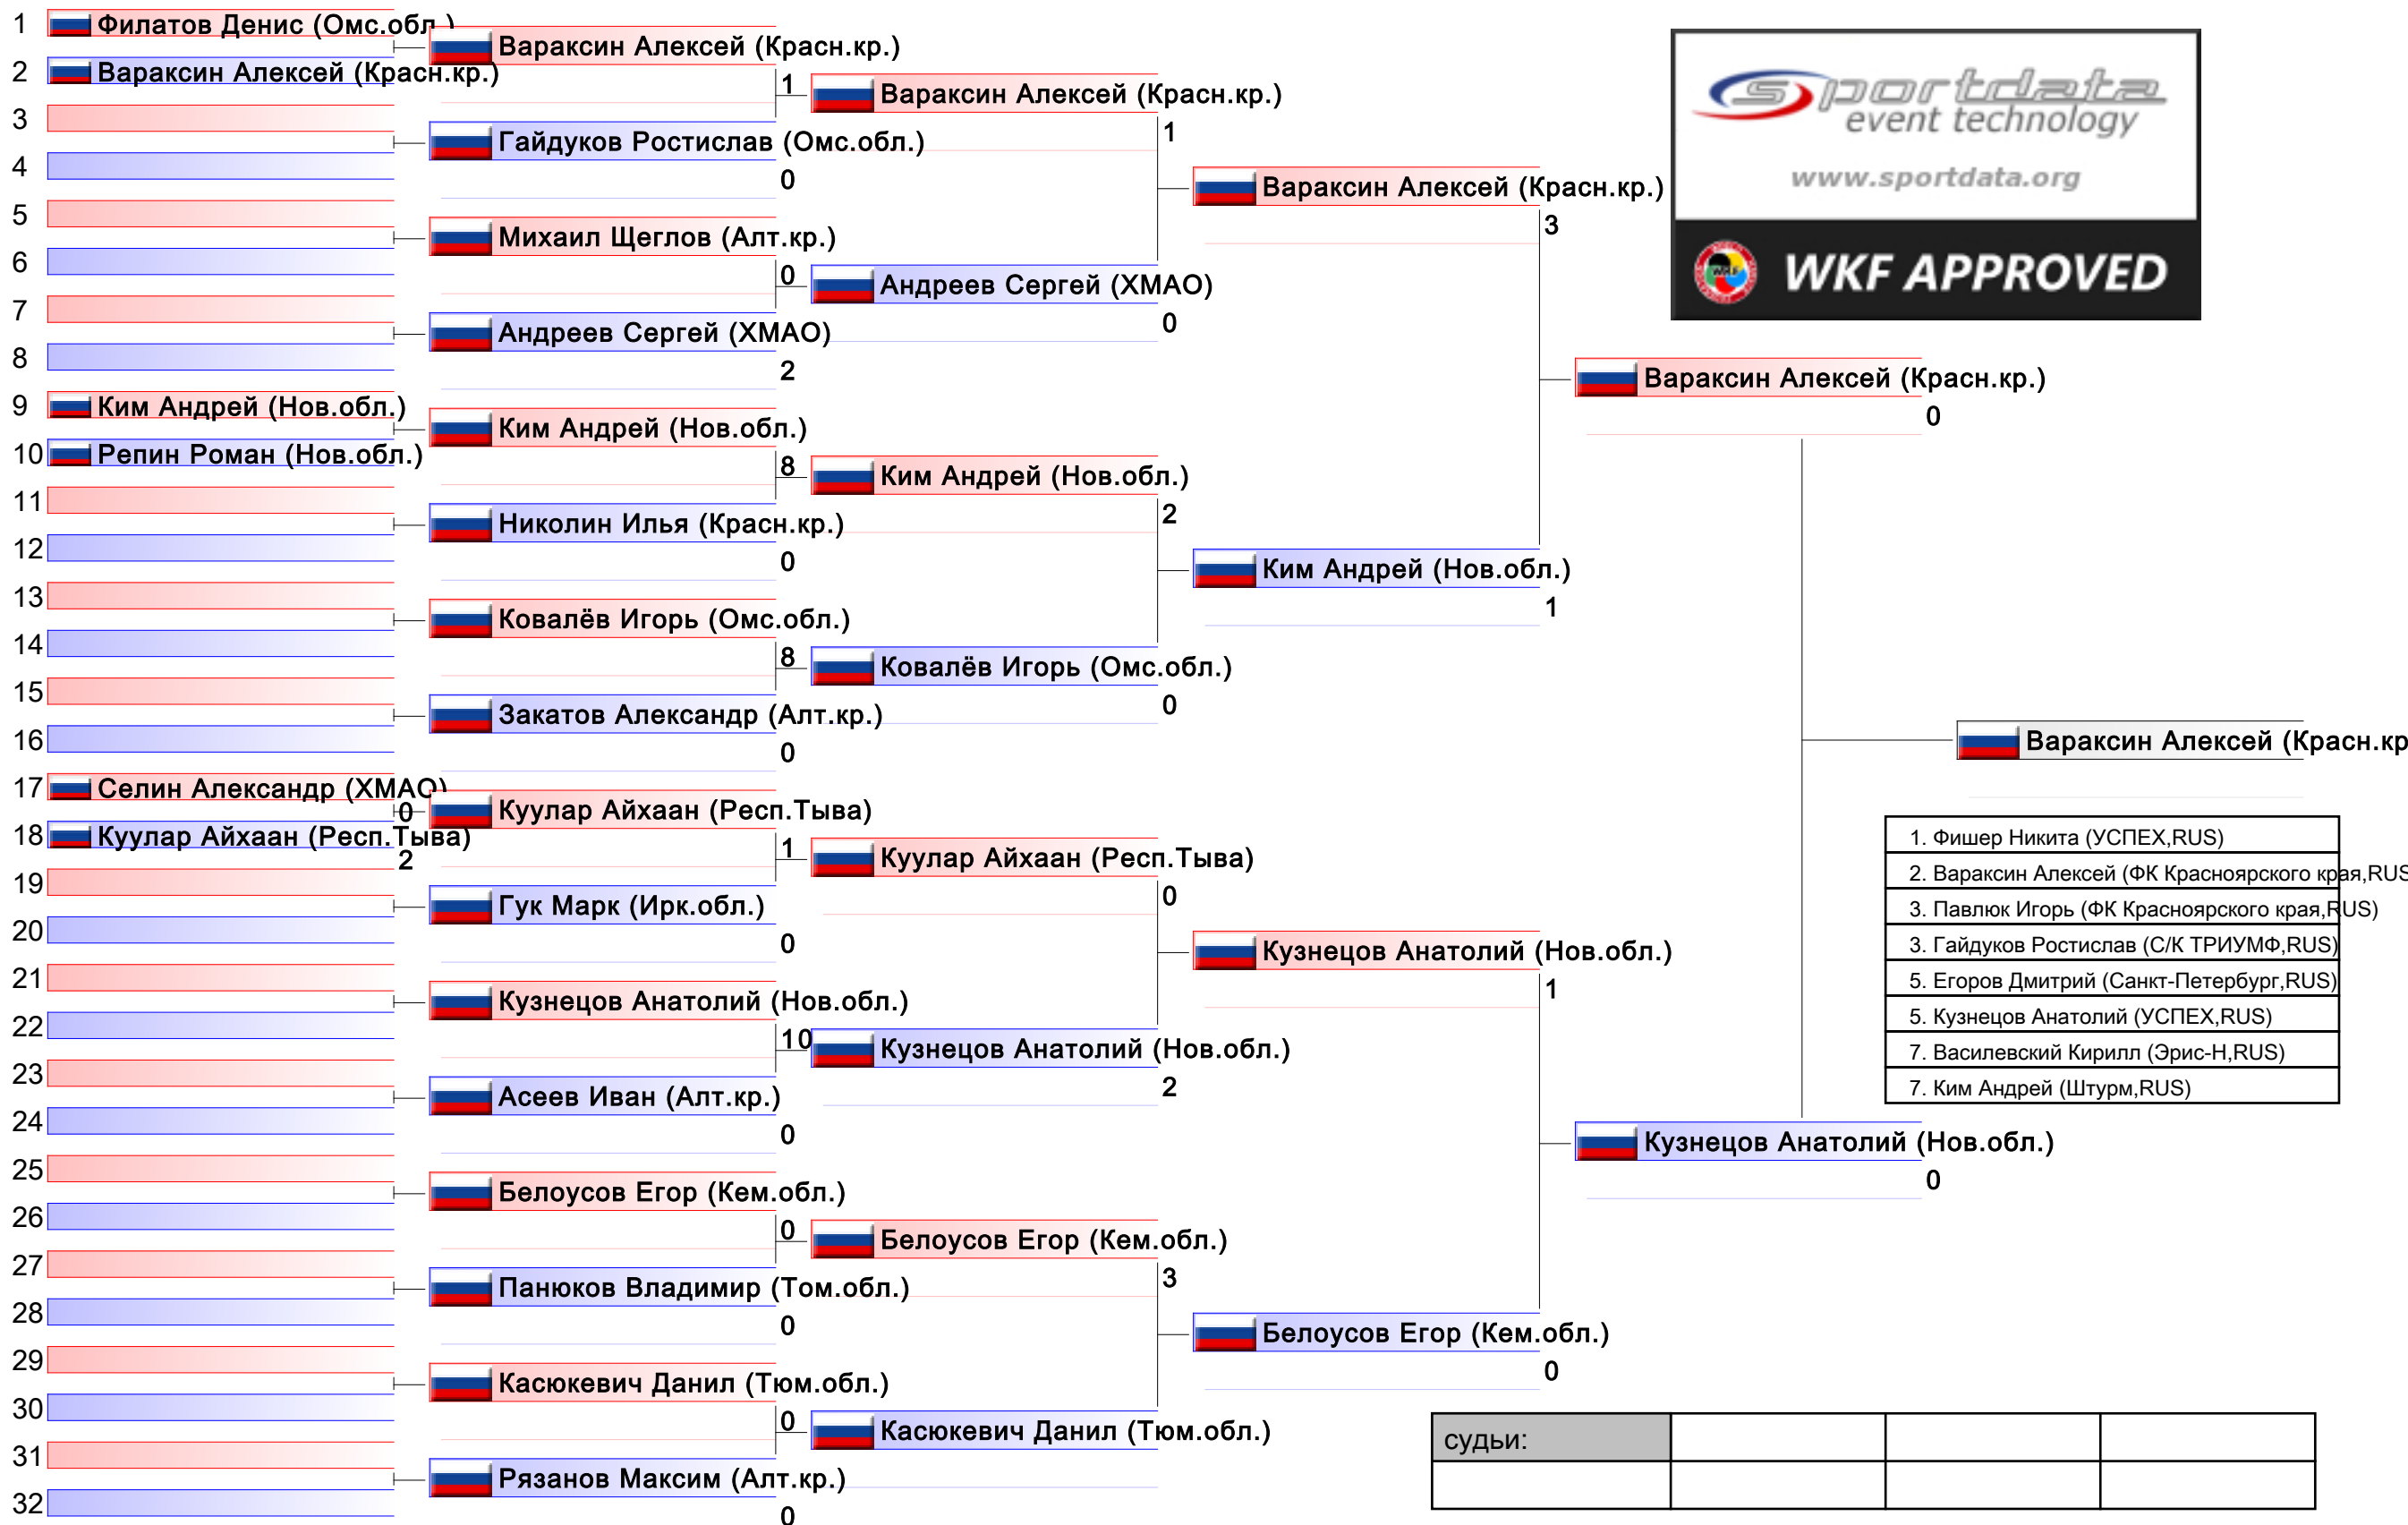 1 Филатов Денис (Омс.обл.)
2 Вараксин Алексей (Красн.кр.)
3
4
5
6
7
8
9 Ким Андрей (Нов.обл.)
10 Репин Роман (Нов.обл.)
11
12
13
14
15
16
17 Селин Александр (ХМАО)
0
18 Куулар Айхаан (Респ.Тыва)
2
19
20
21
22
23
24
25
26
27
28
29
30
31
32
Вараксин Алексей (Красн.кр.)
1
Гайдуков Ростислав (Омс.обл.)
0
Михаил Щеглов (Алт.кр.)
0
Андреев Сергей (ХМАО)
2
Ким Андрей (Нов.обл.)
8
Николин Илья (Красн.кр.)
0
Ковалёв Игорь (Омс.обл.)
8
Закатов Александр (Алт.кр.)
0
Куулар Айхаан (Респ.Тыва)
1
Гук Марк (Ирк.обл.)
0
Кузнецов Анатолий (Нов.обл.)
10
Асеев Иван (Алт.кр.)
0
Белоусов Егор (Кем.обл.)
0
Панюков Владимир (Том.обл.)
0
Касюкевич Данил (Тюм.обл.)
0
Рязанов Максим (Алт.кр.)
0
Вараксин Алексей (Красн.кр.)
1
Андреев Сергей (ХМАО)
0
Ким Андрей (Нов.обл.)
2
Ковалёв Игорь (Омс.обл.)
0
Куулар Айхаан (Респ.Тыва)
0
Кузнецов Анатолий (Нов.обл.)
2
Белоусов Егор (Кем.обл.)
3
Касюкевич Данил (Тюм.обл.)
Вараксин Алексей (Красн.кр.)
3
Ким Андрей (Нов.обл.)
1
Кузнецов Анатолий (Нов.обл.)
1
Белоусов Егор (Кем.обл.)
0
Вараксин Алексей (Красн.кр.)
0
Кузнецов Анатолий (Нов.обл.)
0
Вараксин Алексей (Красн.кр
sportdata
event technology
www.sportdata.org
WKF
WKF APPROVED
1. Фишер Никита (УСПЕХ,RUS)
2. Вараксин Алексей (ФК Красноярского края,RUS
3. Павлюк Игорь (ФК Красноярского края,RUS)
3. Гайдуков Ростислав (С/К ТРИУМФ,RUS)
5. Егоров Дмитрий (Санкт-Петербург,RUS)
5. Кузнецов Анатолий (УСПЕХ,RUS)
7. Василевский Кирилл (Эрис-Н,RUS)
7. Ким Андрей (Штурм,RUS)
судьи: